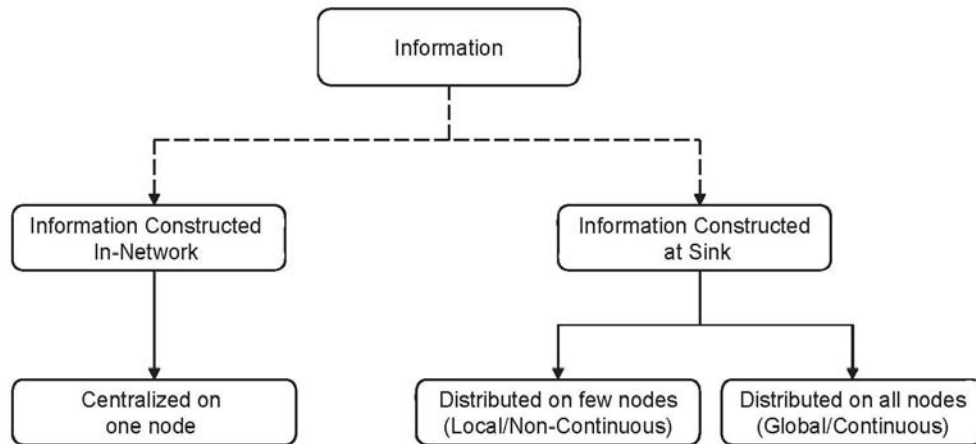 Information
Information Constructed
In-Network
Information Constructed
at Sink
Centralized on
one node
Distributed on few nodes
(Local/Non-Continuous)
Distributed on all nodes
(Global/Continuous)